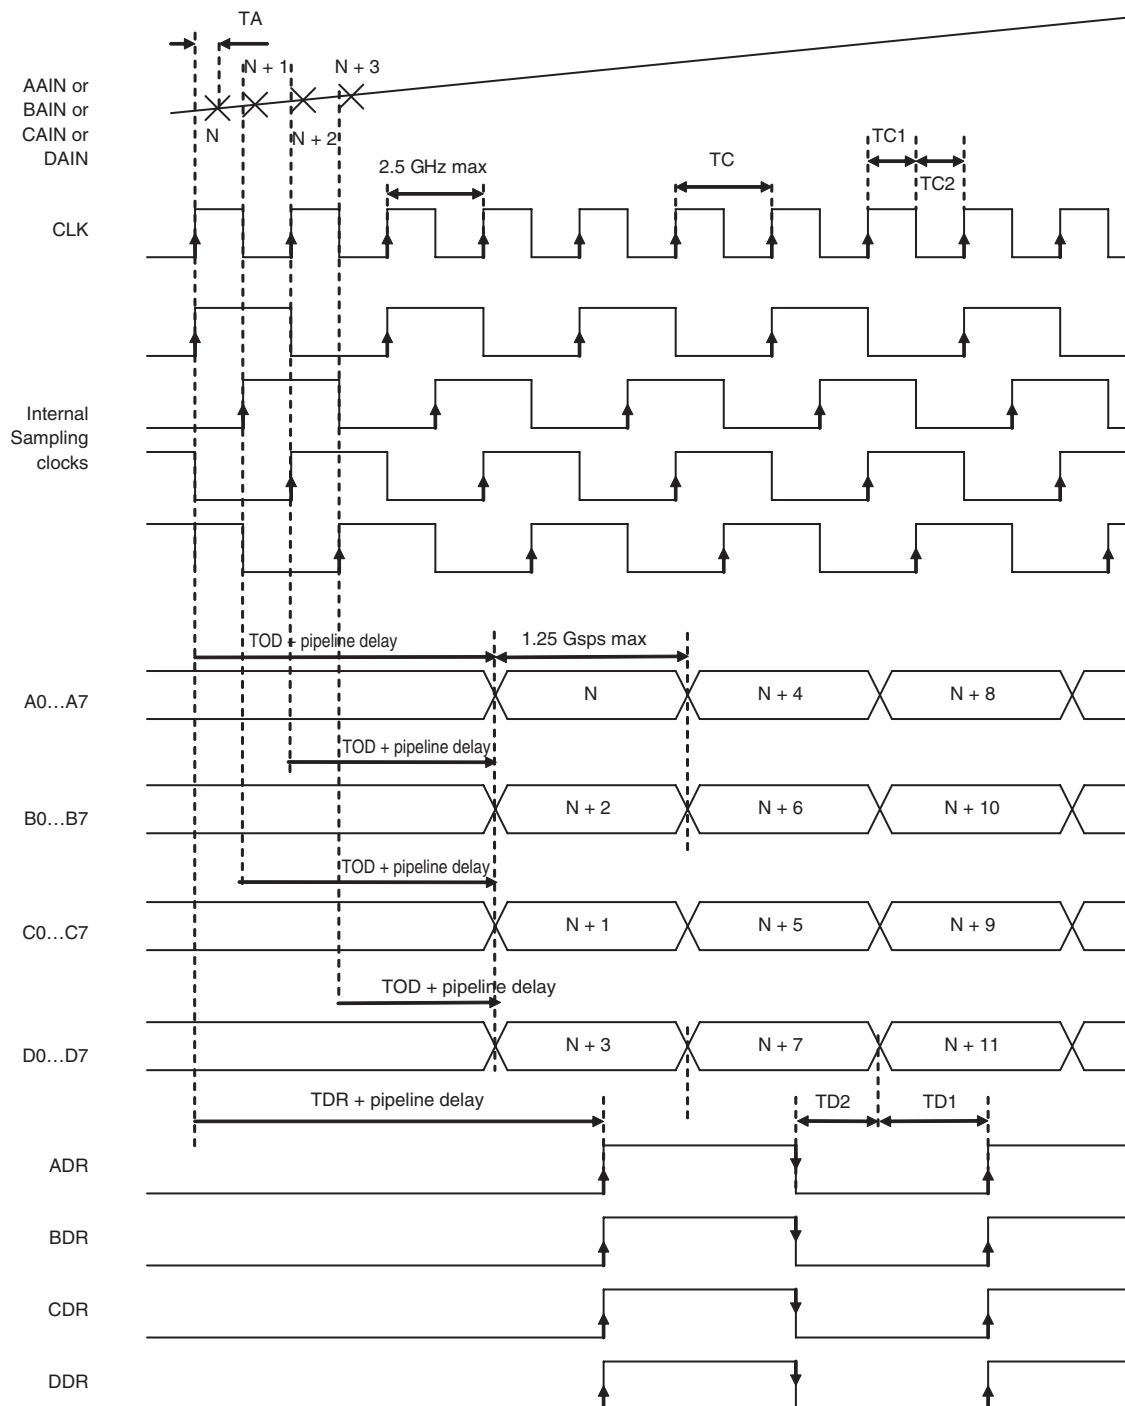 TA
N + 1
N + 3
AAIN or
BAIN or
CAIN or
DAIN
N
N + 2
2.5 GHz max
TC
TC1
TC2
CLK
Internal
Sampling
clocks
TOD + pipeline delay
1.25 Gsps max
A0...A7
N
N + 4
N + 8
TOD + pipeline delay
B0...B7
N + 2
N + 6
N + 10
TOD + pipeline delay
C0...C7
N + 1
N + 5
N + 9
TOD + pipeline delay
D0...D7
N + 3
N + 7
N + 11
TDR + pipeline delay
TD2
TD1
ADR
BDR
CDR
DDR